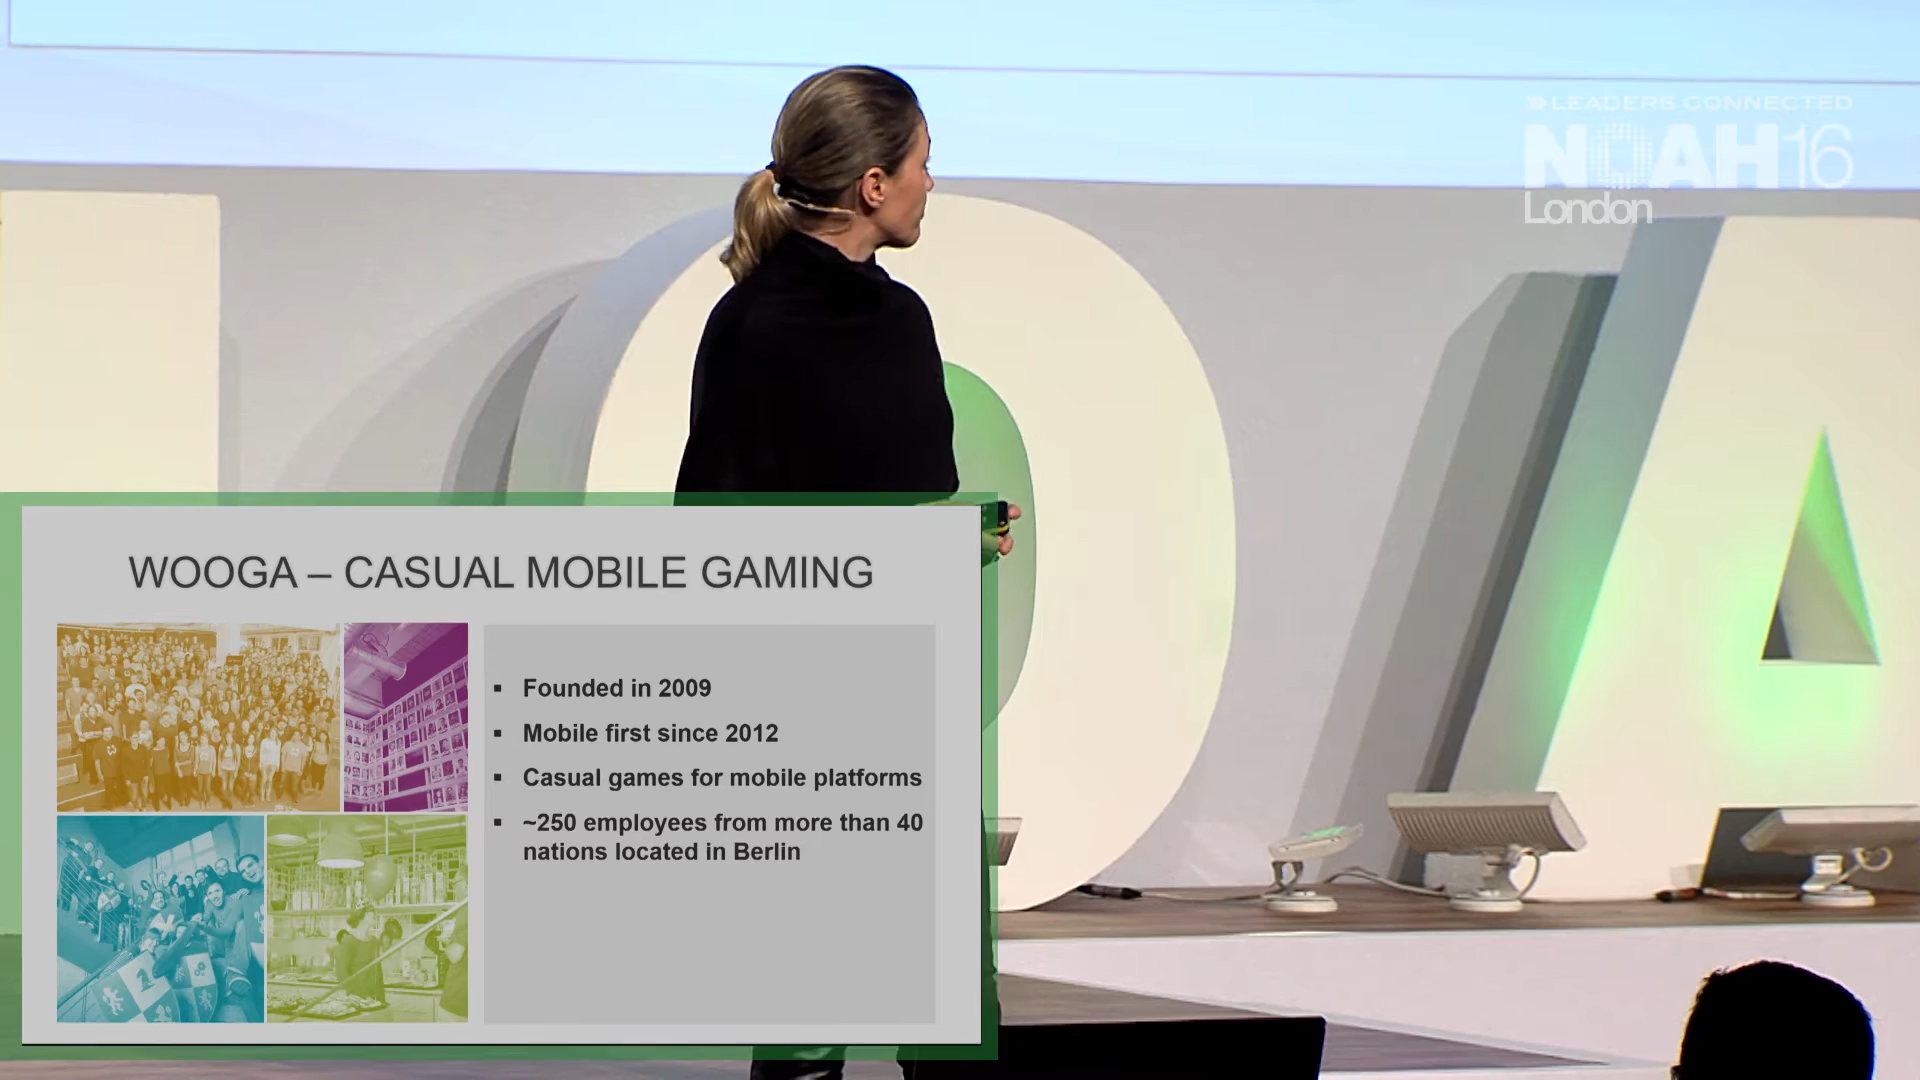 LEADERS CONNECTED
NOAH16
London
WOOGA – CASUAL MOBILE GAMING
▪ Founded in 2009
▪ Mobile first since 2012
▪ Casual games for mobile platforms
▪ ~250 employees from more than 40
nations located in Berlin